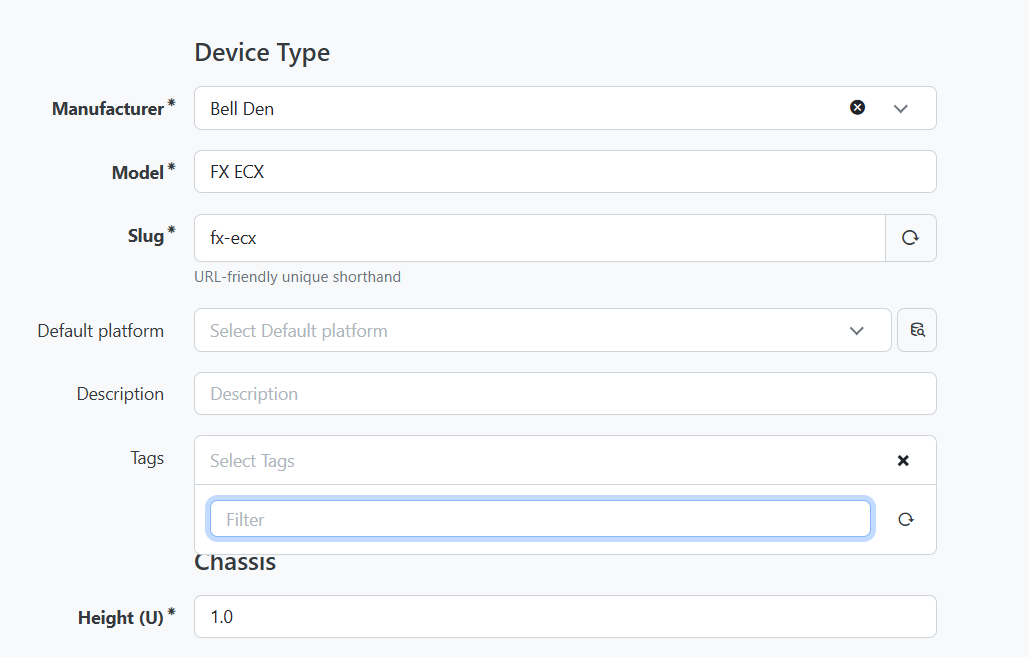 Device Type
Manufacturer * Bell Den
Model * FX ECX
Slug * fx-ecx
URL-friendly unique shorthand
Default platform Select Default platform
Description Description
Tags Select Tags
Filter
Chassis
Height (U) * 1.0